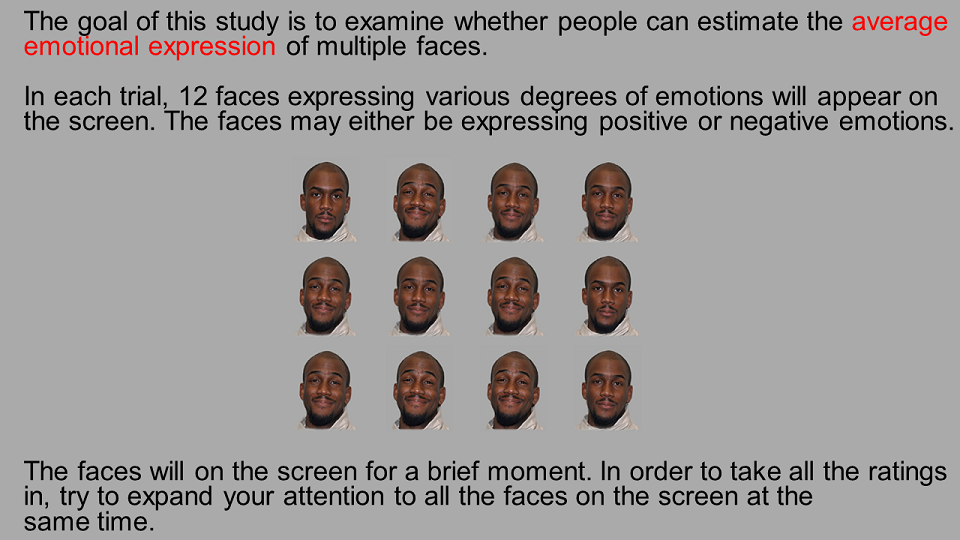 The goal of this study is to examine whether people can estimate the average
emotional expression of multiple faces.
In each trial, 12 faces expressing various degrees of emotions will appear on
the screen. The faces may either be expressing positive or negative emotions.
The faces will on the screen for a brief moment. In order to take all the ratings
in, try to expand your attention to all the faces on the screen at the
same time.